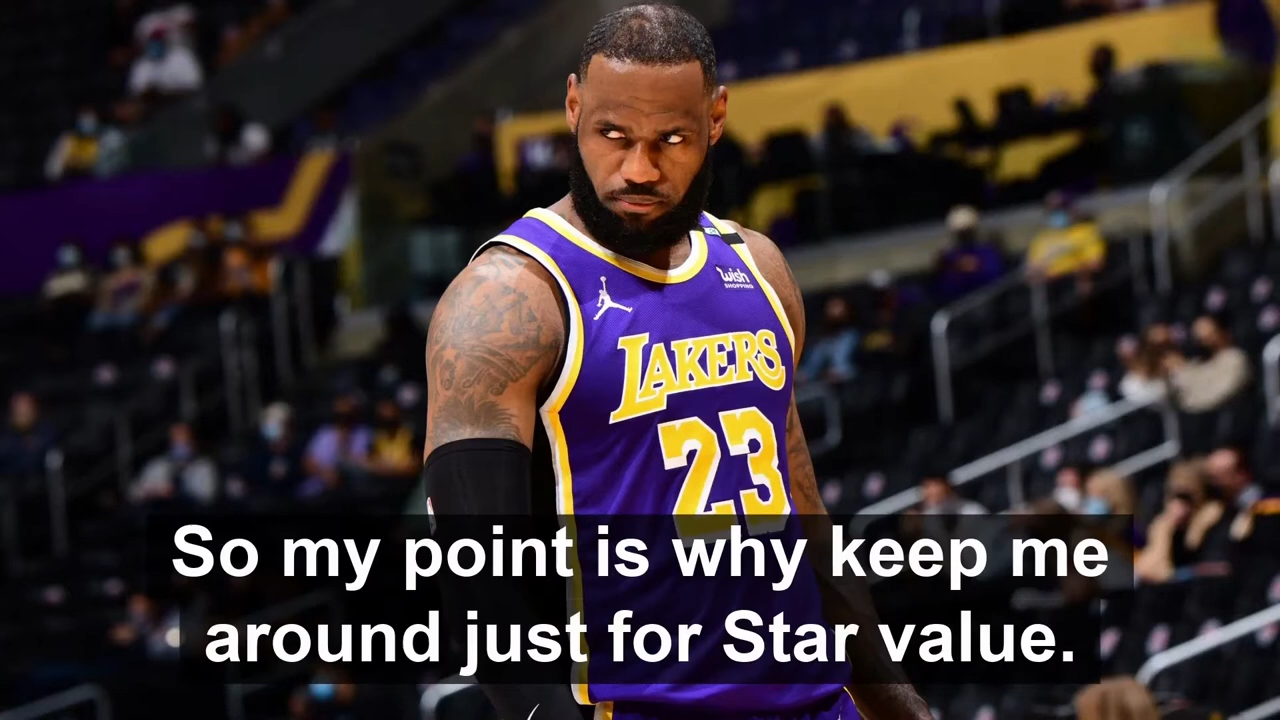 wish
SHOPPING
LAKERS
23
So my point is why keep me
around just for Star value.